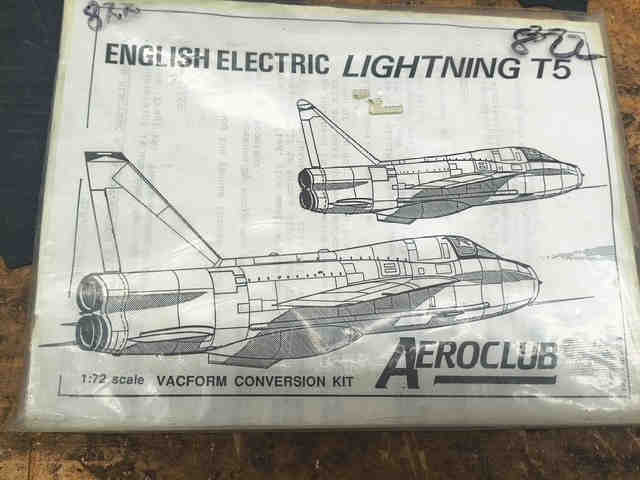 ENGLISH ELECTRIC LIGHTNING T5
AEROCLUB
1:72 scale VACFORM CONVERSION KIT